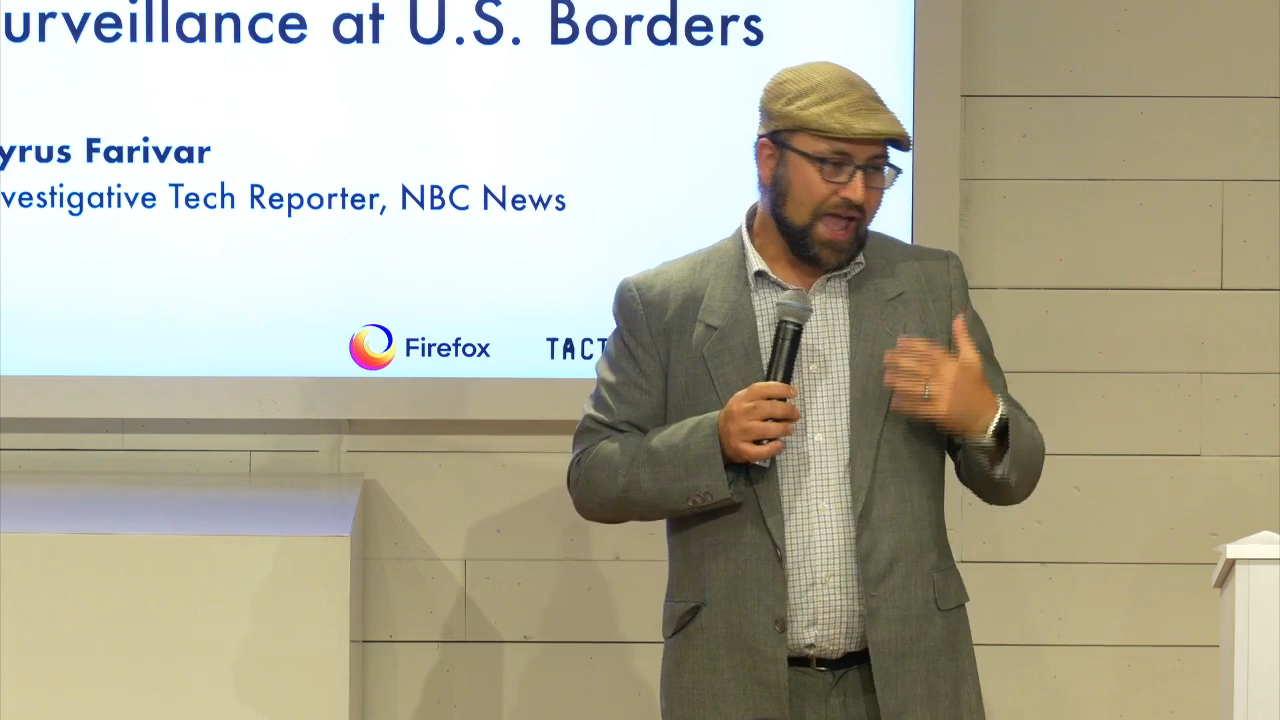 urveillance at U.S. Borders
yrus Farivar
vestigative Tech Reporter, NBC News
Firefox
TACT